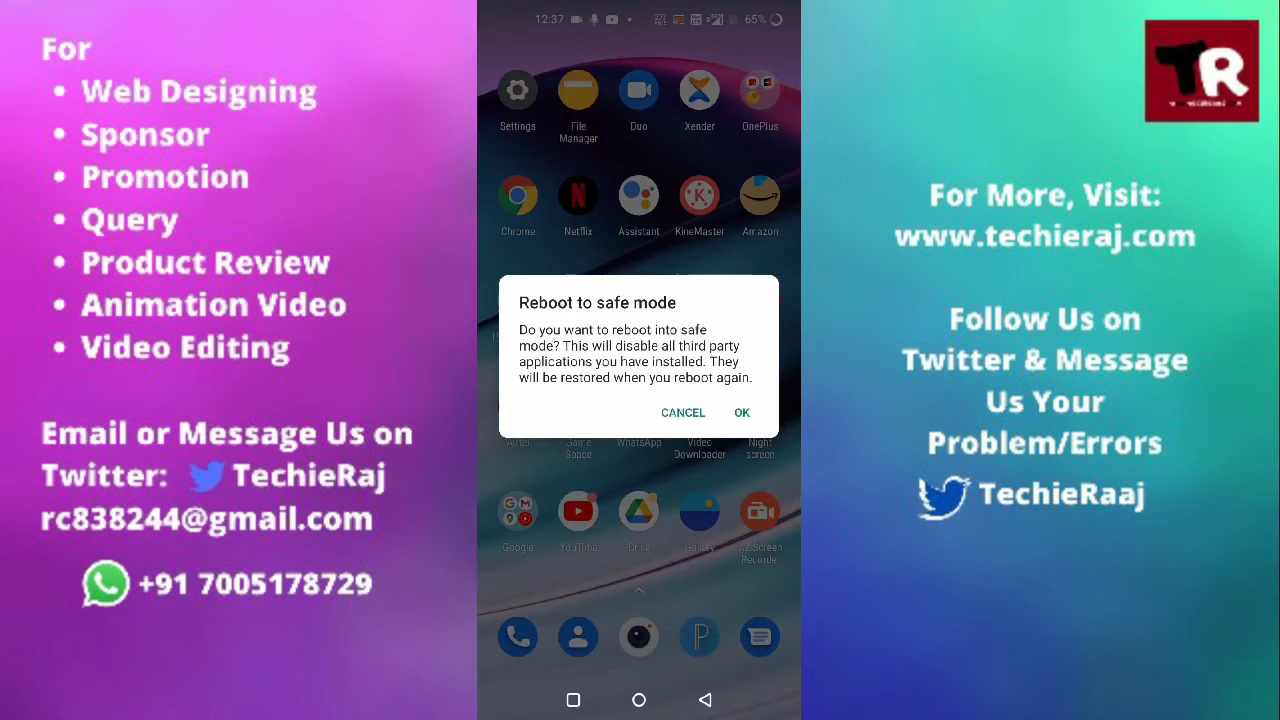 For
• Web Designing
• Sponsor
• Promotion
• Query
• Product Review
• Animation Video
• Video Editing
Email or Message Us on
Twitter: TechieRaj
rc838244@gmail.com
+91 7005178729
12:37
65%
Settings
File
Manager
Duo
Xender
OnePlus
Chrome
Netflix
Assistant
KineMaster
Amazon
Reboot to safe mode
Do you want to reboot into safe
mode? This will disable all third party
applications you have installed. They
will be restored when you reboot again.
CANCEL OK
Airtel
Game
Space
WhatsApp
Video
Downloader
Night
screen
Google
YouTube
Drive
Gallery
AZ Screen
Recorder
TR
For More, Visit:
www.techieraj.com
Follow Us on
Twitter & Message
Us Your
Problem/Errors
TechieRaaj